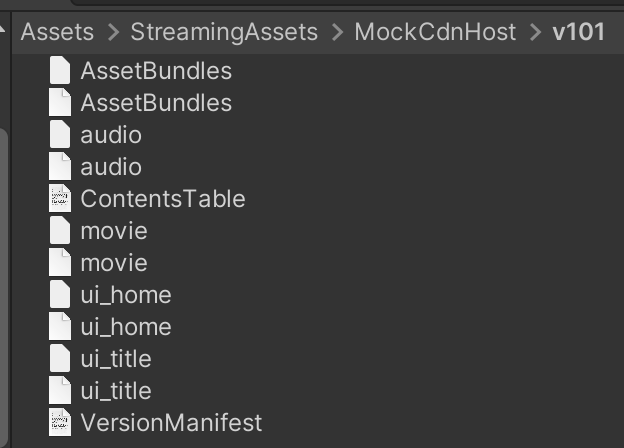 Assets > StreamingAssets > MockCdnHost > v101
AssetBundles
AssetBundles
audio
audio
ContentsTable
movie
movie
ui_home
ui_home
ui_title
ui_title
VersionManifest